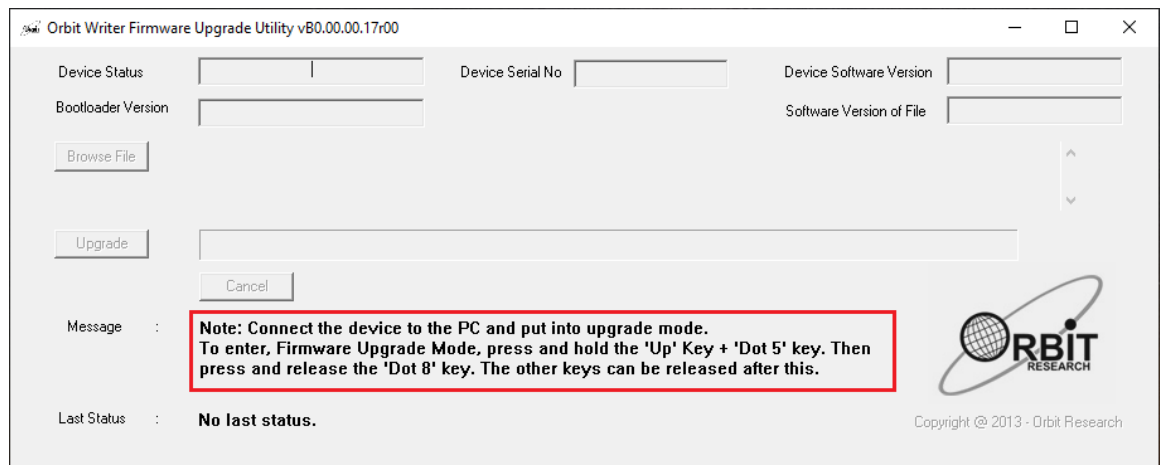 Orbit Writer Firmware Upgrade Utility vB0.00.00.17r00
Device Status
Device Serial No
Device Software Version
Bootloader Version
Software Version of File
Browse File
Upgrade
Cancel
Message :
Note: Connect the device to the PC and put into upgrade mode.
To enter, Firmware Upgrade Mode, press and hold the 'Up' Key + 'Dot 5' key. Then
press and release the 'Dot 8' key. The other keys can be released after this.
ORBIT
RESEARCH
Last Status :
No last status.
Copyright @ 2013 - Orbit Research